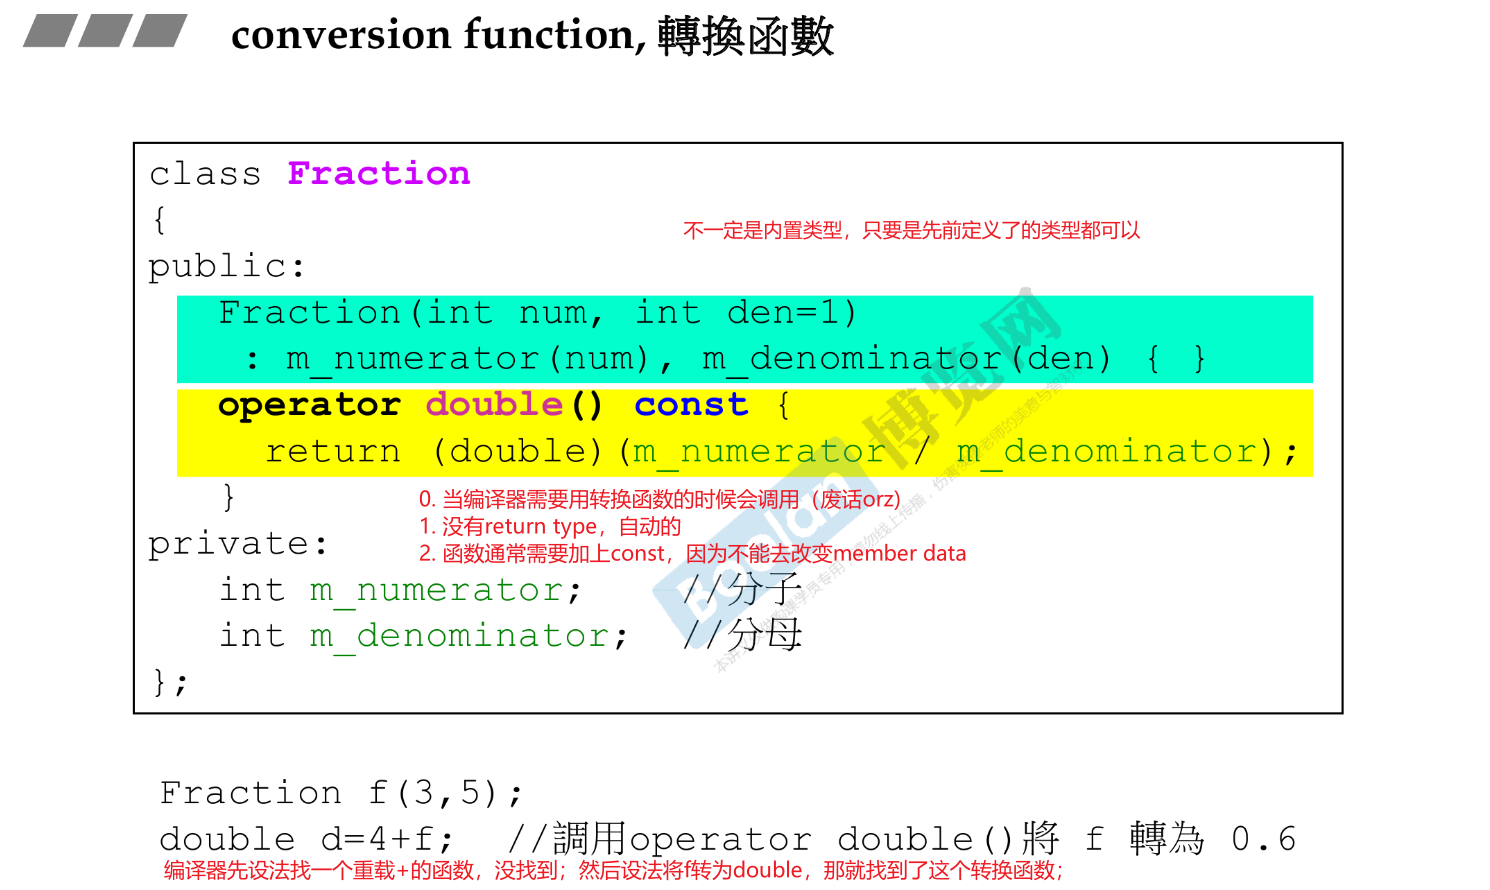 conversion function, 轉換函數
class Fraction
{
不一定是内置类型，只要是先前定义了的类型都可以
public:
Fraction(int num, int den=1)
: m_numerator(num), m_denominator(den) { }
operator double() const {
return (double)(m_numerator / m_denominator);
}
0. 当编译器需要用转换函数的时候会调用（废话orz)
1. 没有return type，自动的
2. 函数通常需要加上const，因为不能去改变member data
private:
int m_numerator; //分子
int m_denominator; //分母
};
Boolan 博览网
Fraction f(3,5);
double d=4+f; //調用operator double()將 f 轉為 0.6
编译器先设法找一个重载+的函数，没找到；然后设法将f转为double，那就找到了这个转换函数；